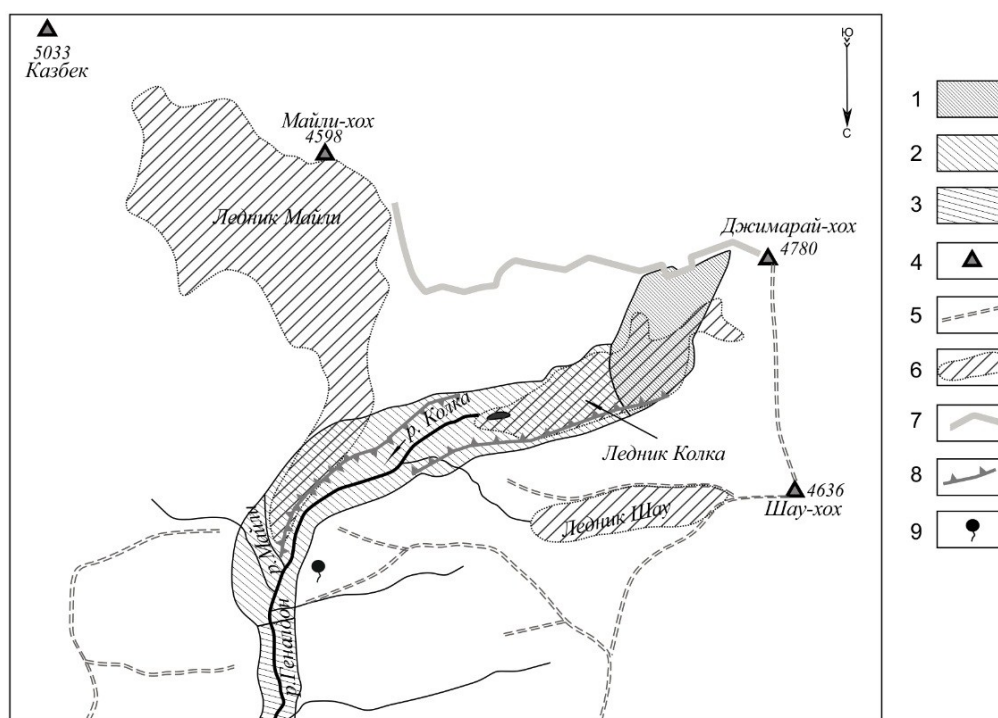 Ю
С
5033
Казбек
Майли-хох
4598
Ледник Майли
Джимарай-хох
4780
р. Колка
Ледник Колка
4636
Шау-хох
Ледник Шау
р.Майли
р.Геналдон
1
2
3
4
5
6
7
8
9